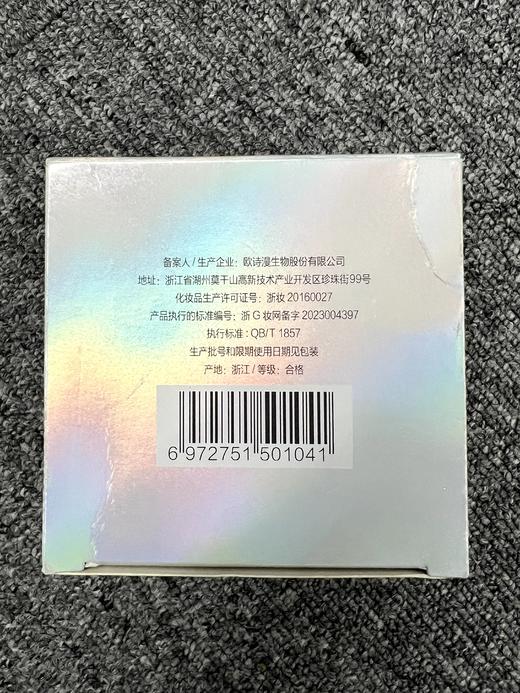 备案人 / 生产企业：欧诗漫生物股份有限公司
地址：浙江省湖州莫干山高新技术产业开发区珍珠街99号
化妆品生产许可证号：浙妆 20160027
产品执行的标准编号：浙 G 妆网备字 2023004397
执行标准：QB/T 1857
生产批号和限期使用日期见包装
产地：浙江 / 等级：合格
6 972751 501041